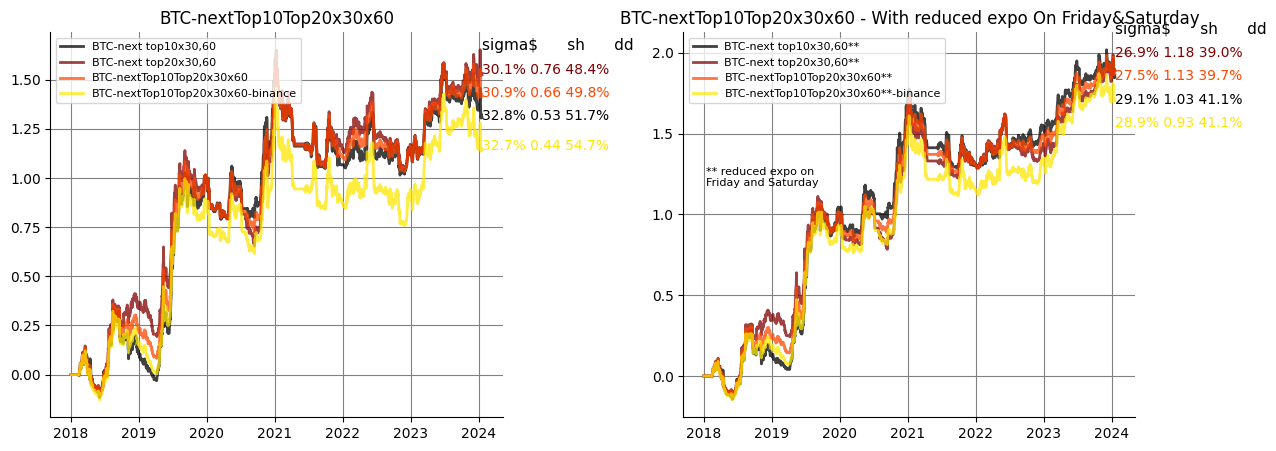 BTC-nextTop10Top20x30x60
BTC-next top10x30,60
BTC-next top20x30,60
BTC-nextTop10Top20x30x60
BTC-nextTop10Top20x30x60-binance
sigma$ sh dd
30.1% 0.76 48.4%
30.9% 0.66 49.8%
32.8% 0.53 51.7%
32.7% 0.44 54.7%
1.50
1.25
1.00
0.75
0.50
0.25
0.00
2018 2019 2020 2021 2022 2023 2024
BTC-nextTop10Top20x30x60 - With reduced expo On Friday&Saturday
BTC-next top10x30,60**
BTC-next top20x30,60**
BTC-nextTop10Top20x30x60**
BTC-nextTop10Top20x30x60**-binance
sigma$ sh dd
26.9% 1.18 39.0%
27.5% 1.13 39.7%
29.1% 1.03 41.1%
28.9% 0.93 41.1%
** reduced expo on
Friday and Saturday
2.0
1.5
1.0
0.5
0.0
2018 2019 2020 2021 2022 2023 2024